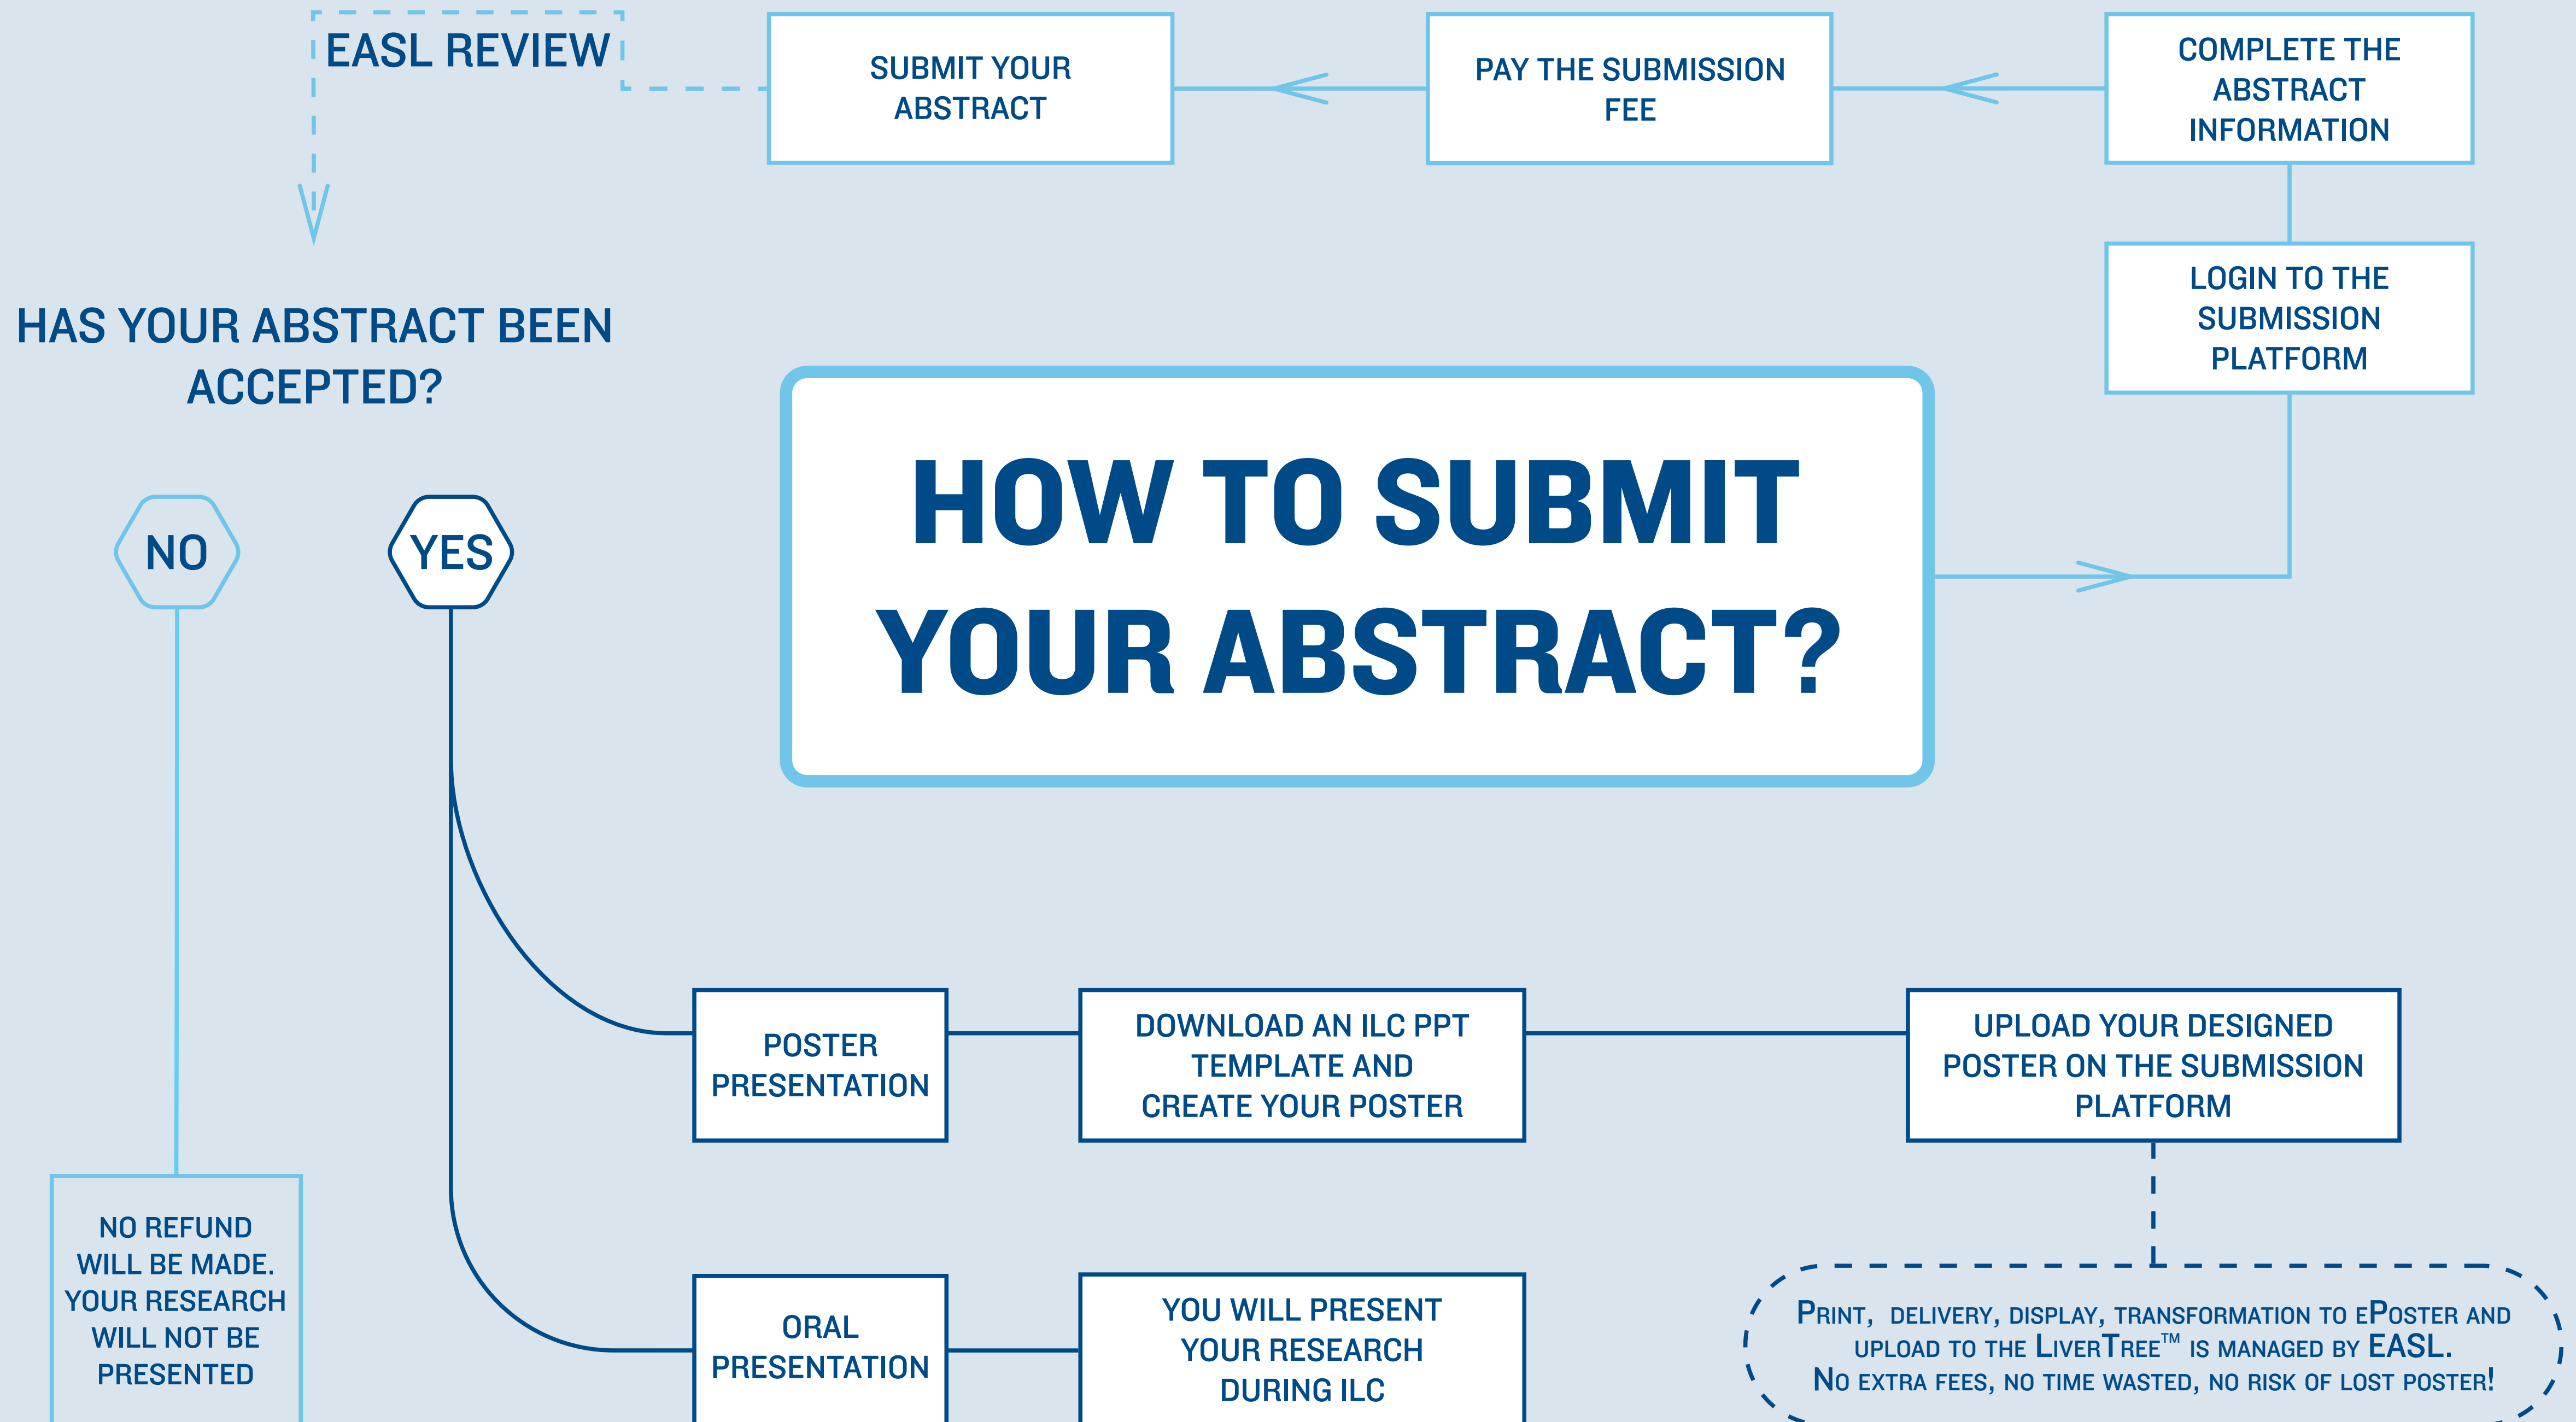 EASL REVIEW
SUBMIT YOUR
ABSTRACT
PAY THE SUBMISSION
FEE
COMPLETE THE
ABSTRACT
INFORMATION
LOGIN TO THE
SUBMISSION
PLATFORM
HAS YOUR ABSTRACT BEEN
ACCEPTED?
NO
YES
HOW TO SUBMIT
YOUR ABSTRACT?
POSTER
PRESENTATION
DOWNLOAD AN ILC PPT
TEMPLATE AND
CREATE YOUR POSTER
UPLOAD YOUR DESIGNED
POSTER ON THE SUBMISSION
PLATFORM
NO REFUND
WILL BE MADE.
YOUR RESEARCH
WILL NOT BE
PRESENTED
ORAL
PRESENTATION
YOU WILL PRESENT
YOUR RESEARCH
DURING ILC
Print, delivery, display, transformation to ePoster and
upload to the LiverTree™ is managed by EASL.
No extra fees, no time wasted, no risk of lost poster!